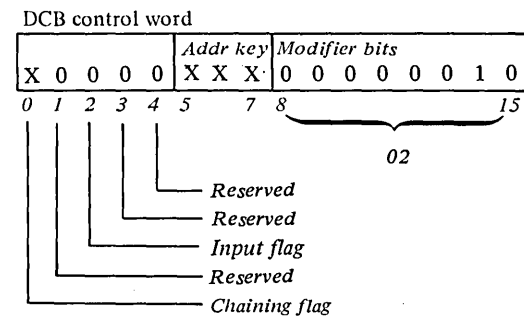 DCB control word
Addr key Modifier bits
X 0 0 0 0 X X X 0 0 0 0 0 0 1 0
0 1 2 3 4 5 7 8 15
02
Reserved
Reserved
Input flag
Reserved
Chaining flag